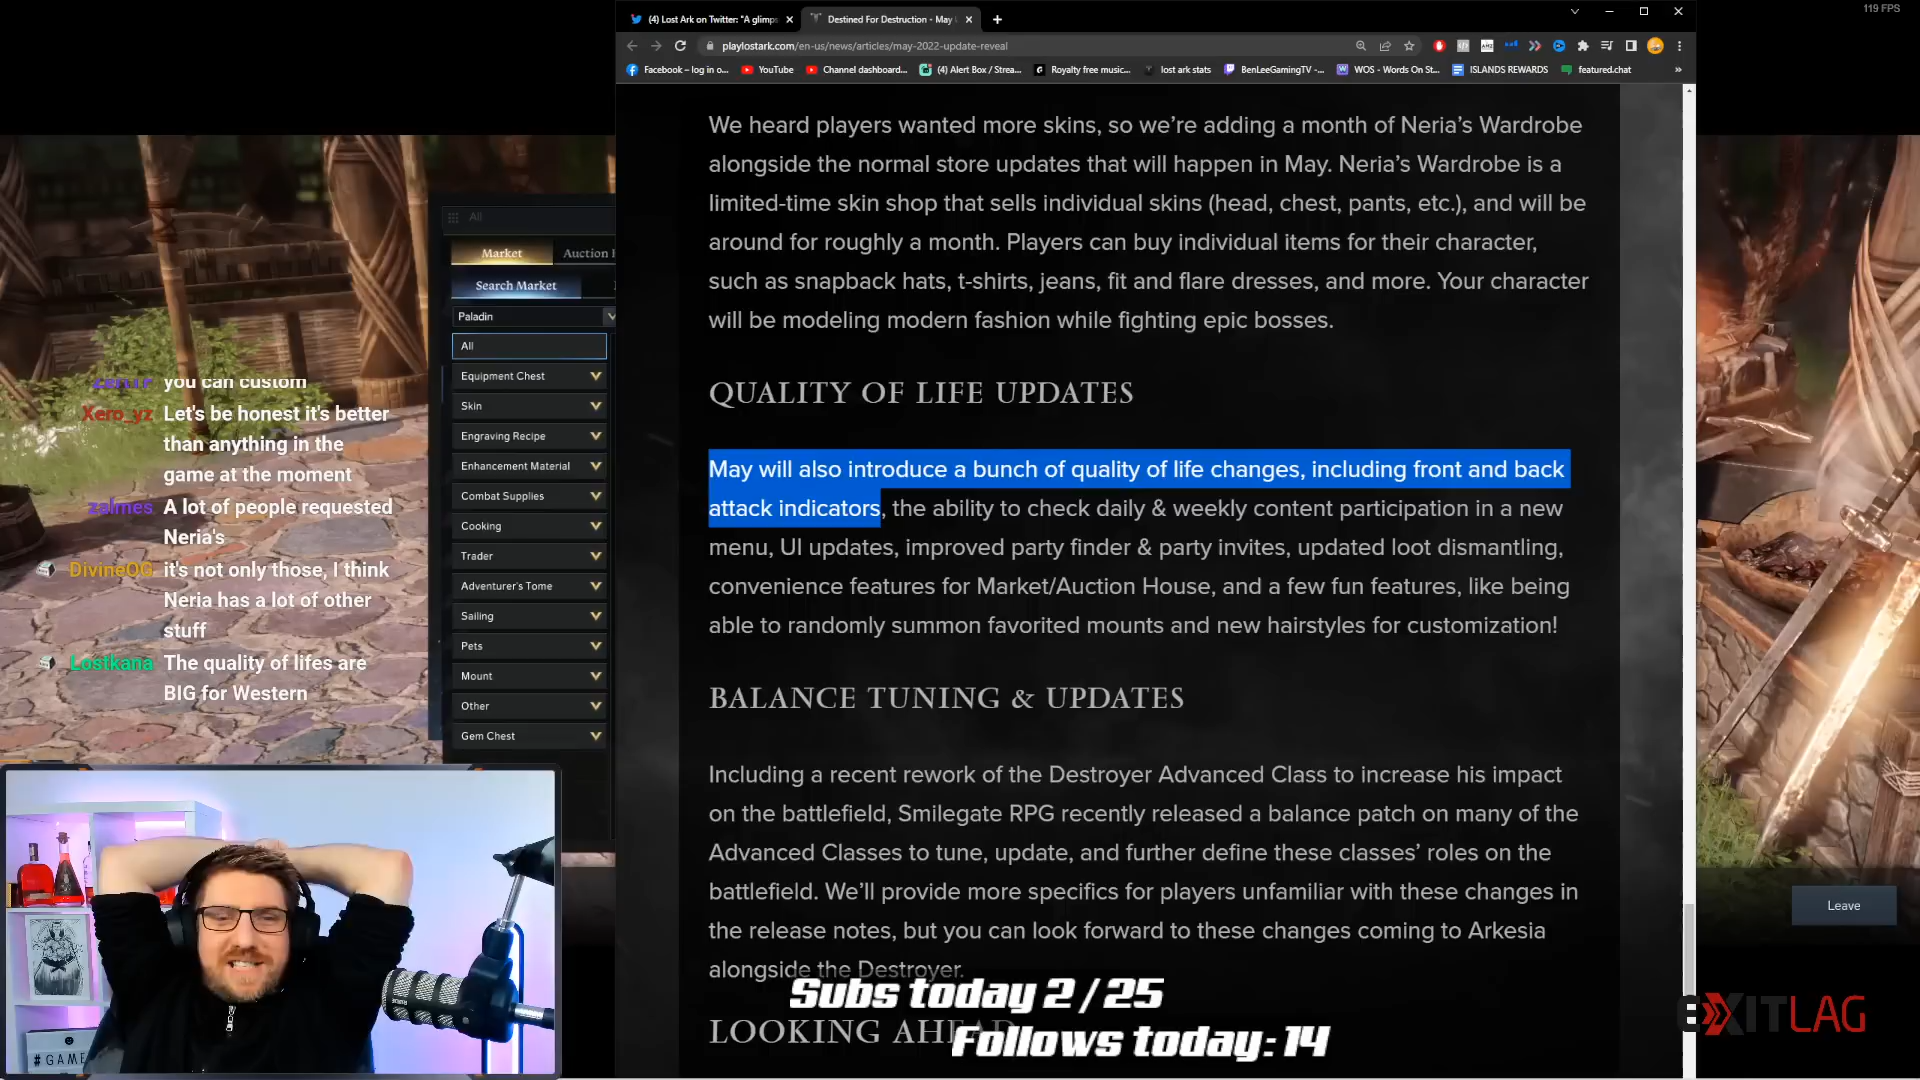 119 FPS
(4) Lost Ark on Twitter: "A glimps
Destined For Destruction - May
playlostark.com/en-us/news/articles/may-2022-update-reveal
Facebook – log in o...
YouTube
Channel dashboard...
(4) Alert Box / Strea...
Royalty free music...
lost ark stats
BenLeeGamingTV -...
WOS - Words On St...
ISLANDS REWARDS
featured.chat
We heard players wanted more skins, so we're adding a month of Neria's Wardrobe
alongside the normal store updates that will happen in May. Neria's Wardrobe is a
limited-time skin shop that sells individual skins (head, chest, pants, etc.), and will be
around for roughly a month. Players can buy individual items for their character,
such as snapback hats, t-shirts, jeans, fit and flare dresses, and more. Your character
will be modeling modern fashion while fighting epic bosses.
QUALITY OF LIFE UPDATES
May will also introduce a bunch of quality of life changes, including front and back
attack indicators, the ability to check daily & weekly content participation in a new
menu, UI updates, improved party finder & party invites, updated loot dismantling,
convenience features for Market/Auction House, and a few fun features, like being
able to randomly summon favorited mounts and new hairstyles for customization!
BALANCE TUNING & UPDATES
Including a recent rework of the Destroyer Advanced Class to increase his impact
on the battlefield, Smilegate RPG recently released a balance patch on many of the
Advanced Classes to tune, update, and further define these classes' roles on the
battlefield. We'll provide more specifics for players unfamiliar with these changes in
the release notes, but you can look forward to these changes coming to Arkesia
alongside the Destroyer.
LOOKING AHEAD
Subs today 2 / 25
Follows today: 14
All
Market
Auction
Search Market
Paladin
All
Equipment Chest
Skin
Engraving Recipe
Enhancement Material
Combat Supplies
Cooking
Trader
Adventurer's Tome
Sailing
Pets
Mount
Other
Gem Chest
you can custom
Xero_yz Let's be honest it's better
than anything in the
game at the moment
zalmes A lot of people requested
Neria's
DivineOG it's not only those, I think
Neria has a lot of other
stuff
Lostkana The quality of lifes are
BIG for Western
#GAME
Leave
EXITLAG